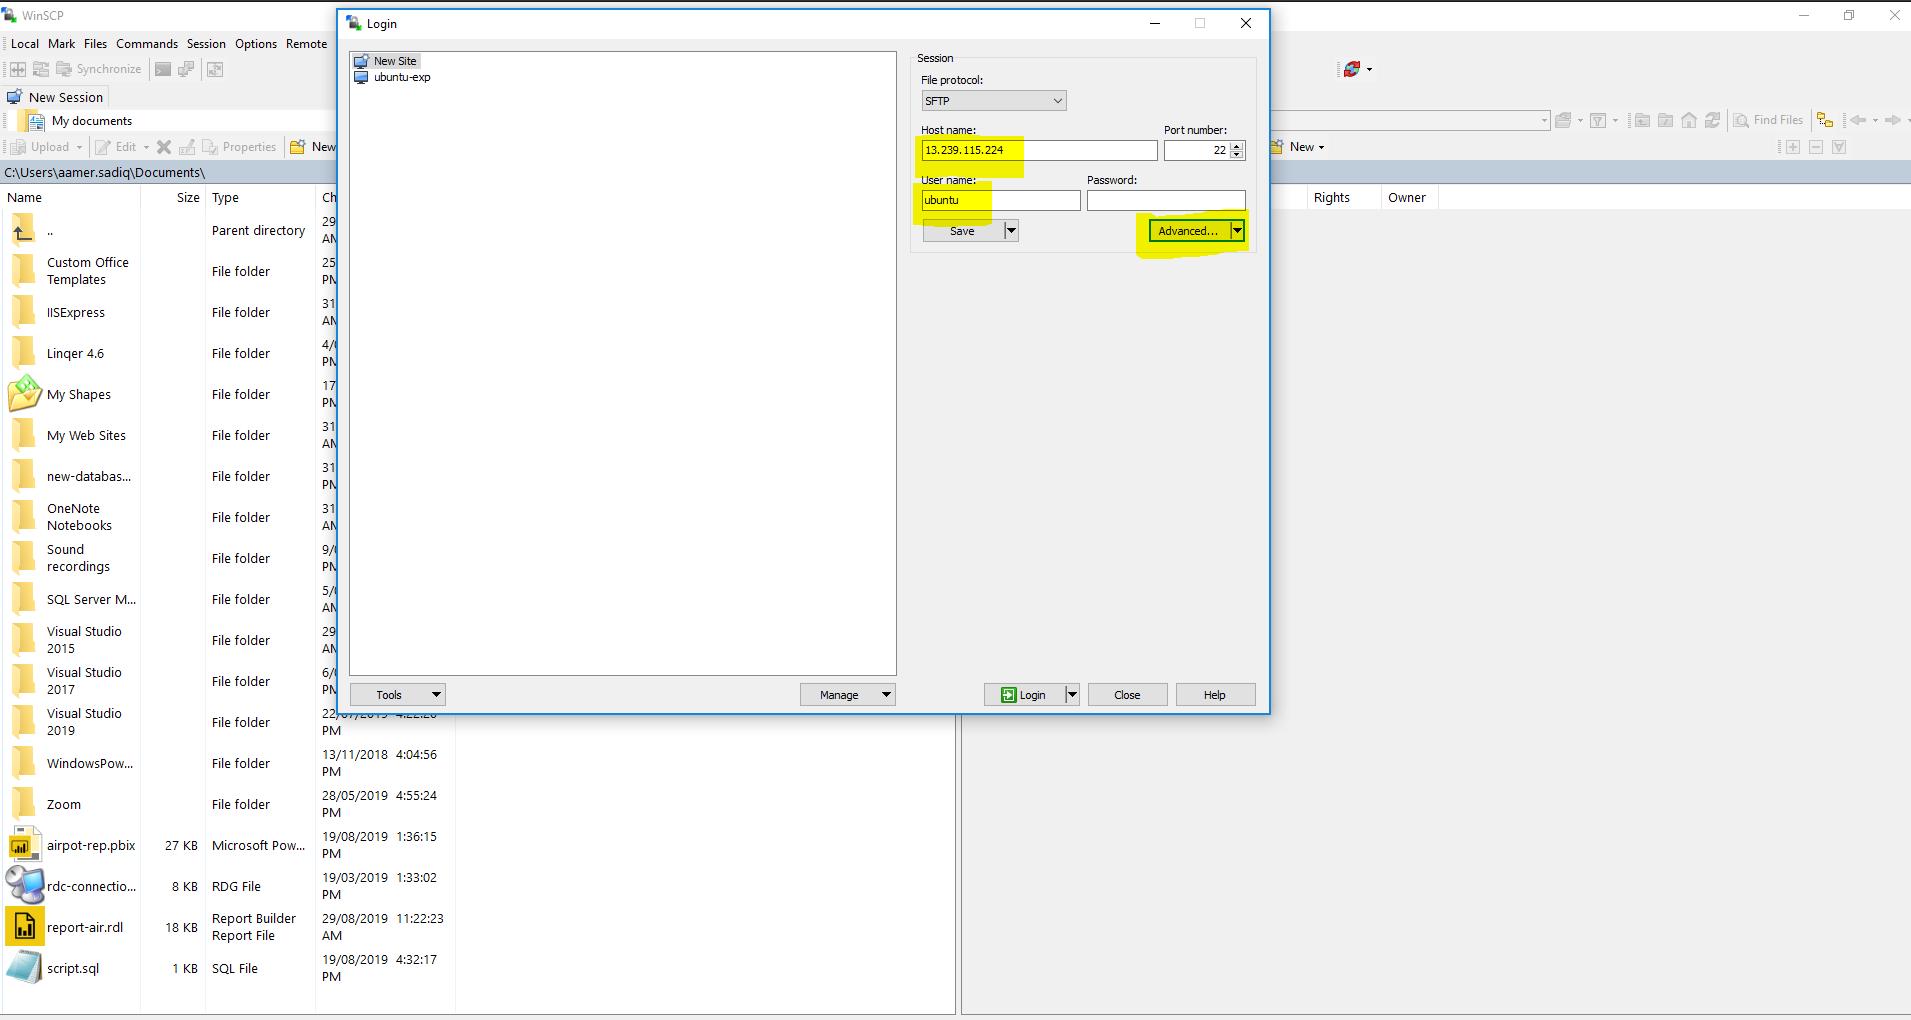 WinSCP
Local Mark Files Commands Session Options Remote
Synchronize
New Session
My documents
Upload Edit Properties New
C:\Users\aamer.sadiq\Documents\
Name Size Type Ch
.. Parent directory 29
AM
Custom Office
Templates File folder 25
PM
IISExpress File folder 31
AM
Linqer 4.6 File folder 4/
PM
My Shapes File folder 17
PM
My Web Sites File folder 31
AM
new-databas... File folder 31
PM
OneNote
Notebooks File folder 31
AM
Sound
recordings File folder 9/
PM
SQL Server M... File folder 5/
AM
Visual Studio
2015 File folder 29
AM
Visual Studio
2017 File folder 6/
PM
Visual Studio
2019 File folder 22/07/2019 4:22:20
PM
WindowsPow... File folder 13/11/2018 4:04:56
PM
Zoom File folder 28/05/2019 4:55:24
PM
airpot-rep.pbix 27 KB Microsoft Pow... 19/08/2019 1:36:15
PM
rdc-connectio... 8 KB RDG File 19/03/2019 1:33:02
PM
report-air.rdl 18 KB Report Builder
Report File 29/08/2019 11:22:23
AM
script.sql 1 KB SQL File 19/08/2019 4:32:17
PM
Login
New Site
ubuntu-exp
Session
File protocol:
SFTP
Host name: Port number:
13.239.115.224 22
User name: Password:
ubuntu
Save Advanced...
Tools Manage Login Close Help
Find Files
New
Rights Owner